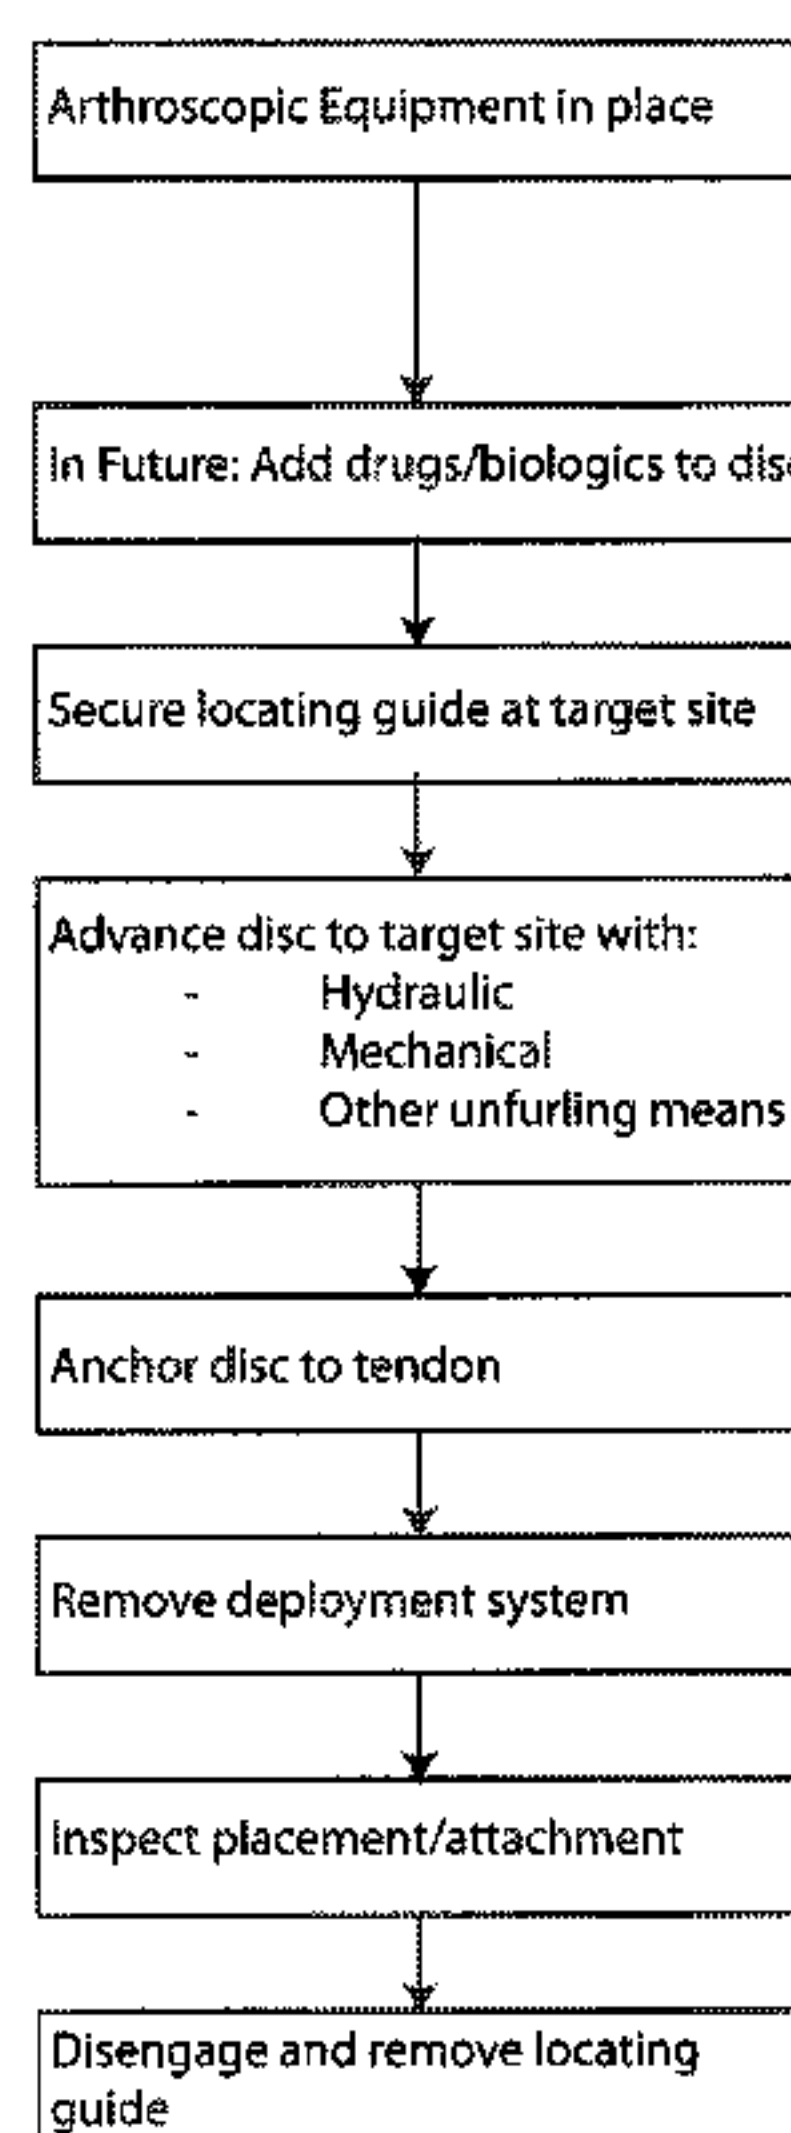 Arthroscopic Equipment in place
In Future: Add drugs/biologics to
Secure locating guide at target site
Advance disc to target site with:
- Hydraulic
- Mechanical
- Other unfurling means
Anchor disc to tendon
Remove deployment system
Inspect placement/attachment
Disengage and remove locating
guide